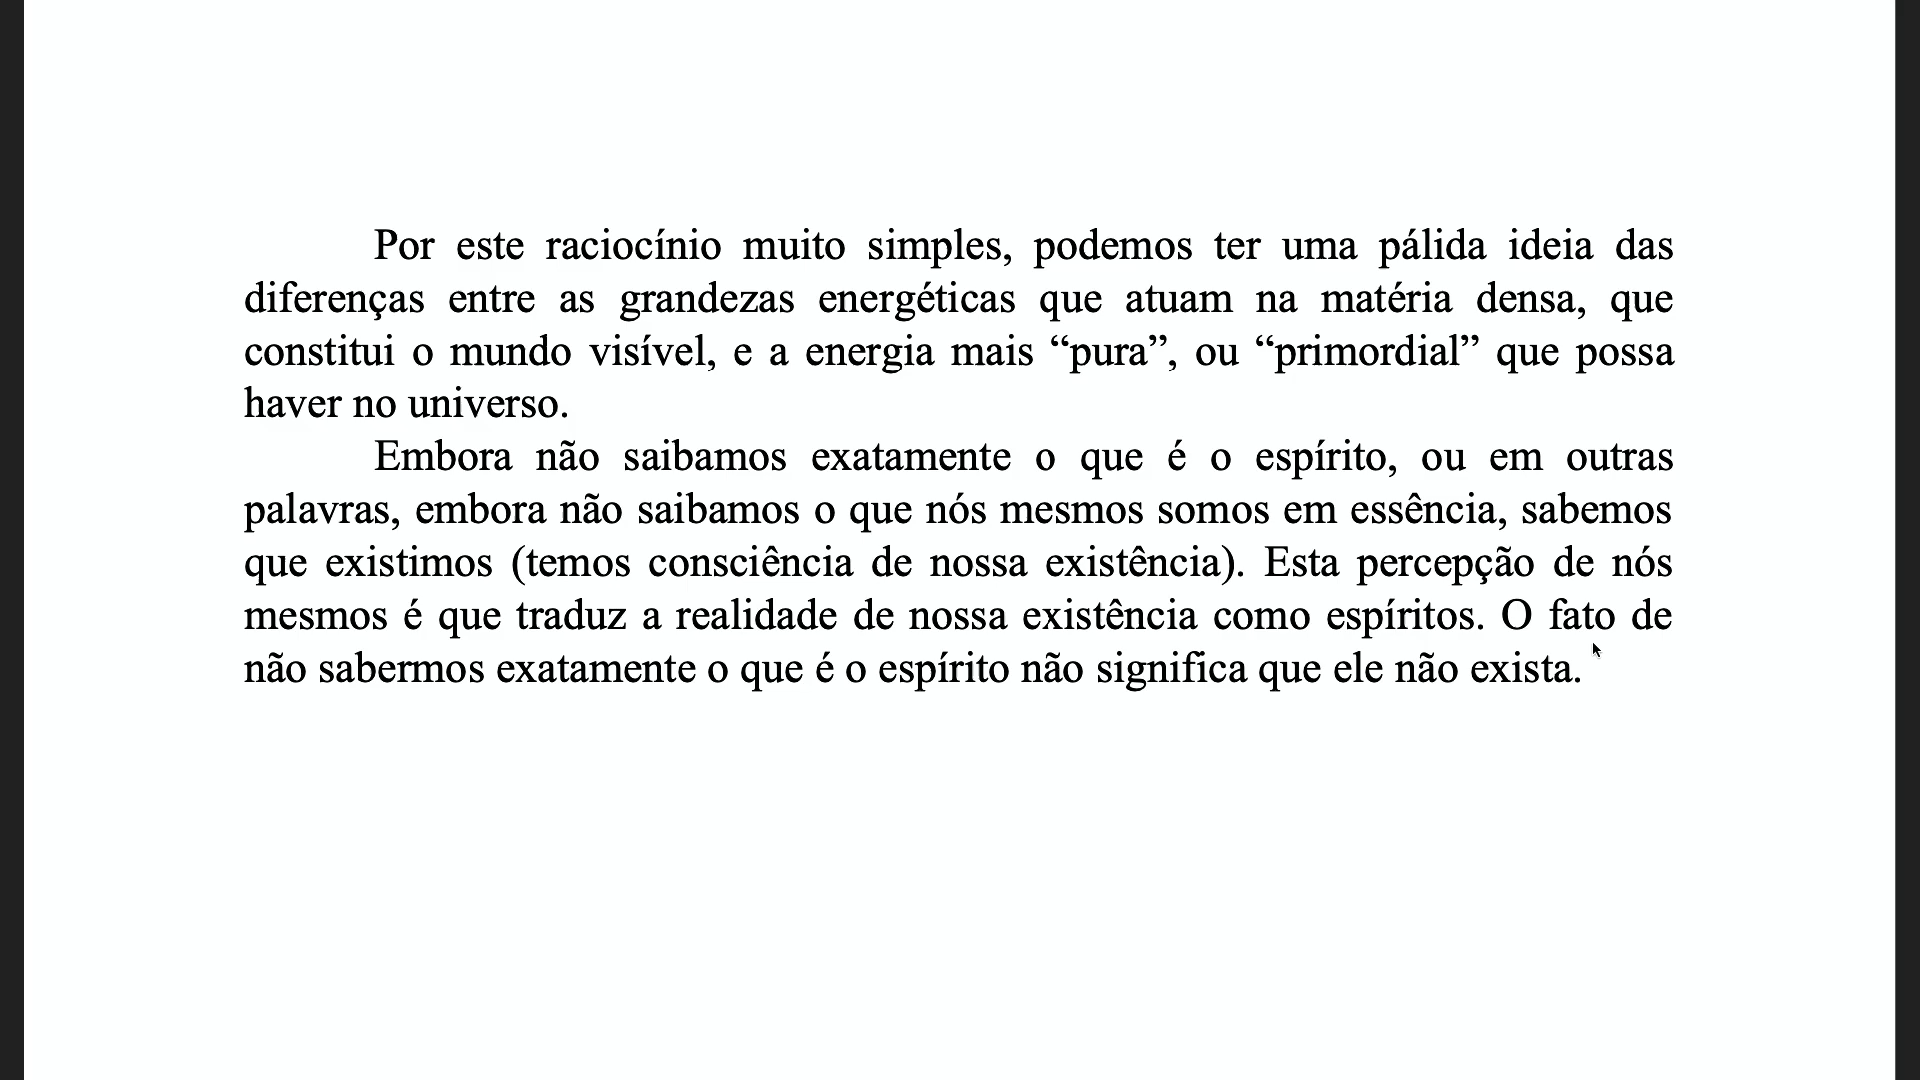 Por este raciocínio muito simples, podemos ter uma pálida ideia das
diferenças entre as grandezas energéticas que atuam na matéria densa, que
constitui o mundo visível, e a energia mais “pura”, ou “primordial” que possa
haver no universo.
Embora não saibamos exatamente o que é o espírito, ou em outras
palavras, embora não saibamos o que nós mesmos somos em essência, sabemos
que existimos (temos consciência de nossa existência). Esta percepção de nós
mesmos é que traduz a realidade de nossa existência como espíritos. O fato de
não sabermos exatamente o que é o espírito não significa que ele não exista.